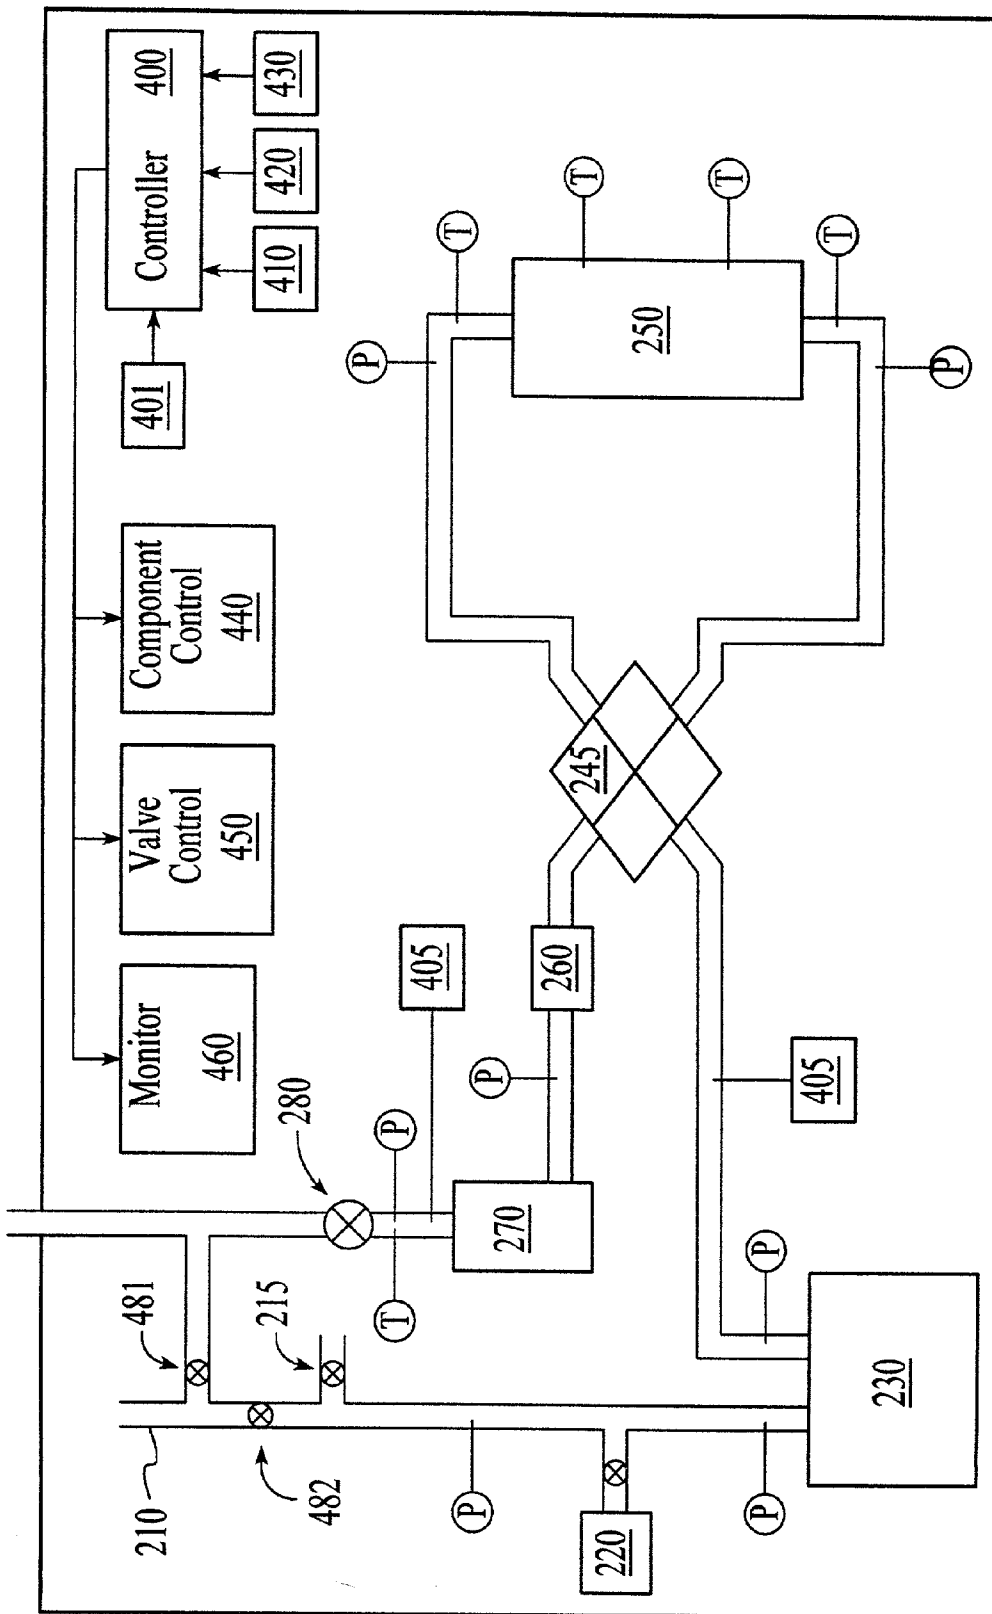 Monitor
460
Valve
Control
450
Component
Control
440
401
Controller 400
410
420
430
210
481
215
482
280
T
P
405
P
T
P
270
P
260
245
T
250
T
220
T
P
P
405
230
P
P